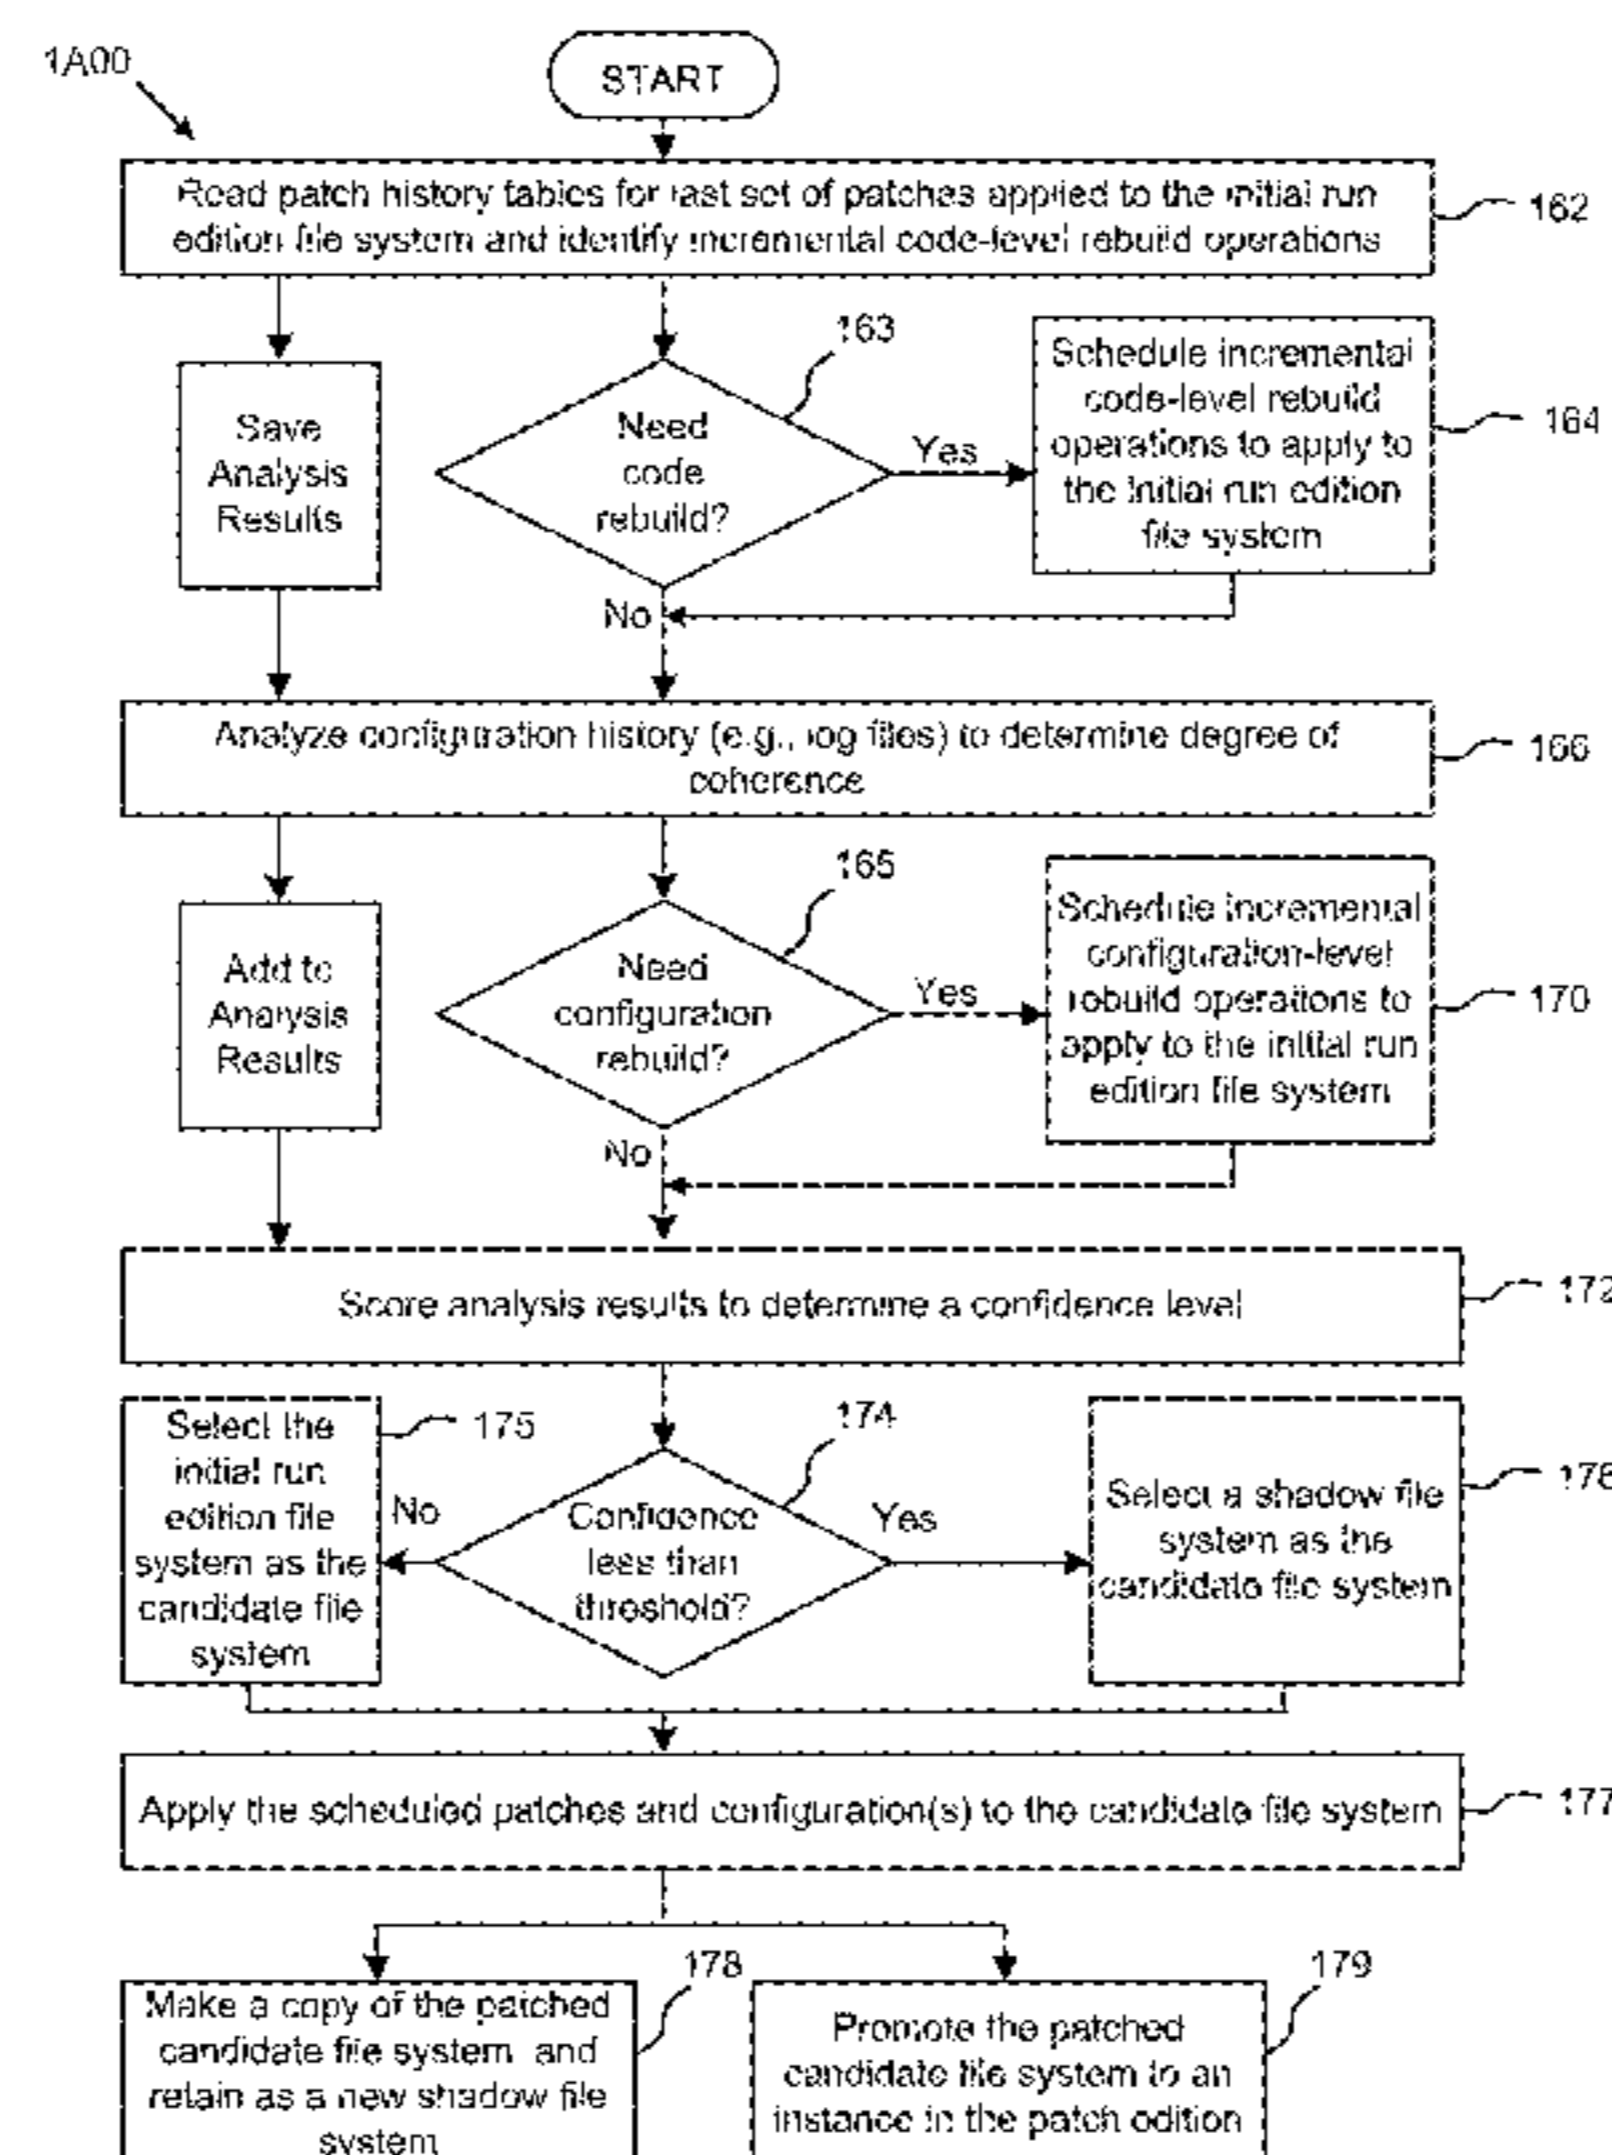 1A00
START
Read patch history tables for last set of patches applied to the initial run
edition file system and identify incremental code-level rebuild operations
162
163
Save
Analysis
Results
Need
code
rebuild?
Yes
No
Schedule incremental
code-level rebuild
operations to apply to
the initial run edition
file system
164
Analyze configuration history (e.g., log files) to determine degree of
coherence
166
165
Add to
Analysis
Results
Need
configuration
rebuild?
Yes
No
Schedule incremental
configuration-level
rebuild operations to
apply to the initial run
edition file system
170
Score analysis results to determine a confidence level
172
Select the
initial run
edition file
system as the
candidate file
system
175
174
No
Confidence
less than
threshold?
Yes
Select a shadow file
system as the
candidate file system
176
Apply the scheduled patches and configuration(s) to the candidate file system
177
178
Make a copy of the patched
candidate file system and
retain as a new shadow file
system
179
Promote the patched
candidate file system to an
instance in the patch edition